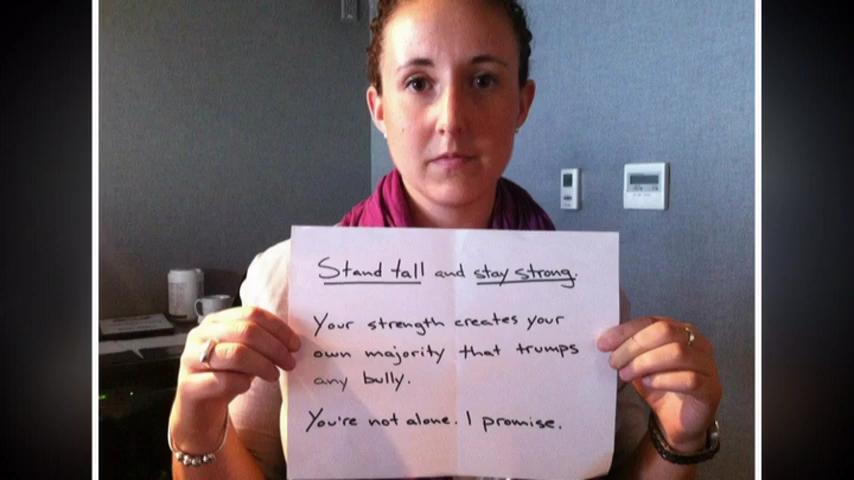 Stand tall and stay strong.
Your strength creates your
own majority that trumps
any bully.
You're not alone. I promise.